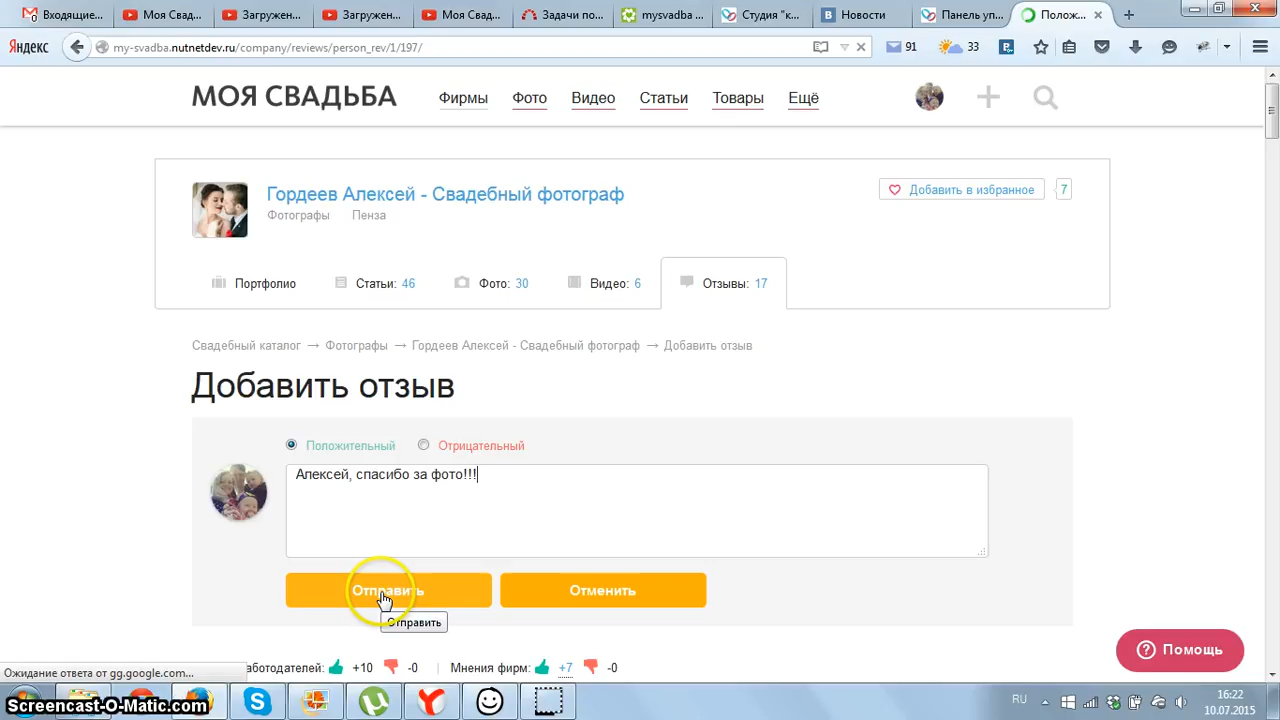 Входящие...
Моя Свад...
Загружен...
Загружен...
Моя Свад...
Задачи по...
mysvadba ...
Студия "к...
Новости
Панель уп...
Полож...
Яндекс
my-svadba.nutnetdev.ru/company/reviews/person_rev/1/197/
91
33
МОЯ СВАДЬБА
Фирмы
Фото
Видео
Статьи
Товары
Ещё
Гордеев Алексей - Свадебный фотограф
Фотографы Пенза
Добавить в избранное 7
Портфолио
Статьи: 46
Фото: 30
Видео: 6
Отзывы: 17
Свадебный каталог → Фотографы → Гордеев Алексей - Свадебный фотограф → Добавить отзыв
Добавить отзыв
Положительный
Отрицательный
Алексей, спасибо за фото!!!
Отправить
Отменить
Отправить
Помощь
аботодателей: +10 -0 | Мнения фирм: +7 -0
Ожидание ответа от gg.google.com...
Screencast-O-Matic.com
RU
16:22
10.07.2015